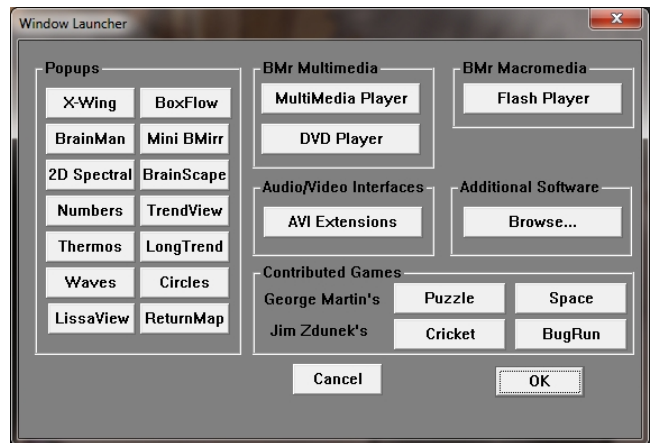 Window Launcher
Popups
X-Wing BoxFlow
BrainMan Mini BMirr
2D Spectral BrainScape
Numbers TrendView
Thermos LongTrend
Waves Circles
LissaView ReturnMap
BMr Multimedia
MultiMedia Player
DVD Player
BMr Macromedia
Flash Player
Audio/Video Interfaces
AVI Extensions
Additional Software
Browse...
Contributed Games
George Martin's Puzzle Space
Jim Zdunek's Cricket BugRun
Cancel OK